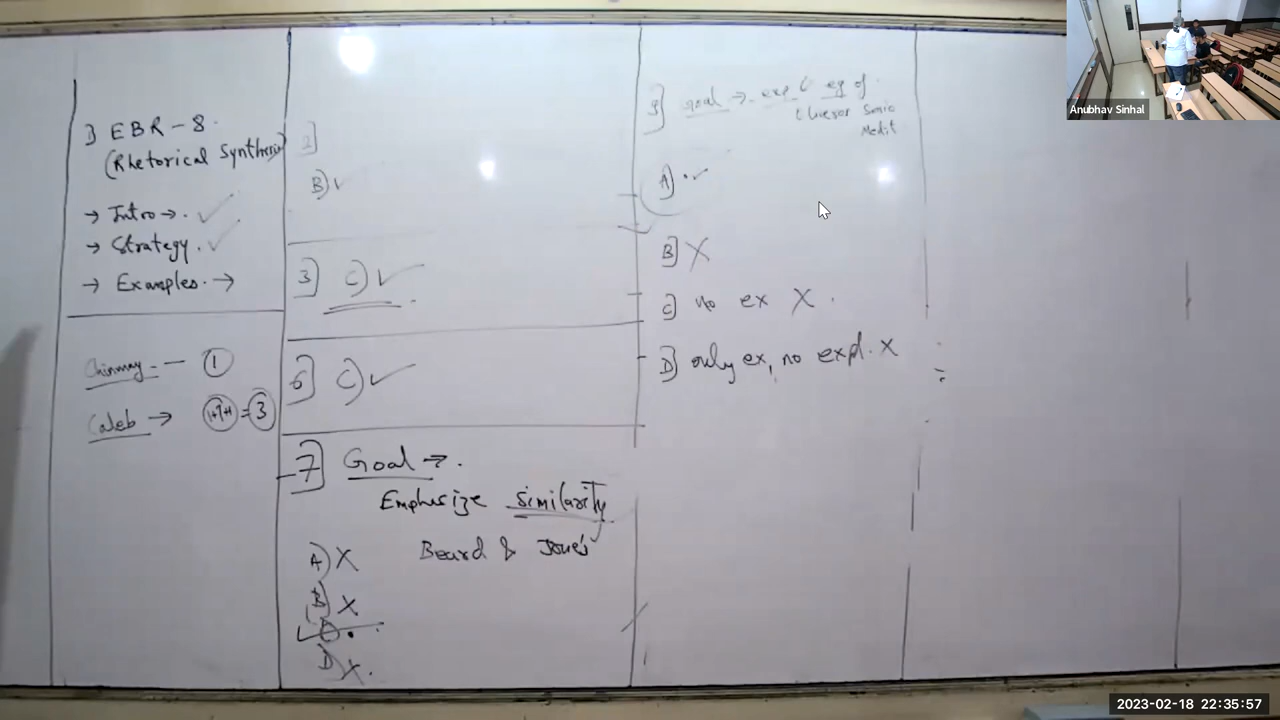 1) EBR - 8.
(Rhetorical Synthesis)
→ Intro →. ✓
→ Strategy. ✓
→ Examples. →
Chinmay - — ①
Caleb → = ③
2]
B) ✓
3] C) ✓
6] C) ✓
7] Goal →.
Emphasize similarity
Beard & Jones
A) X
B) X
D) X.
9] Goal →. exp & eg of
A] ✓
B] X
C] no ex X.
D] only ex, no expl. X
Anubhav Sinhal
2023-02-18 22:35:57